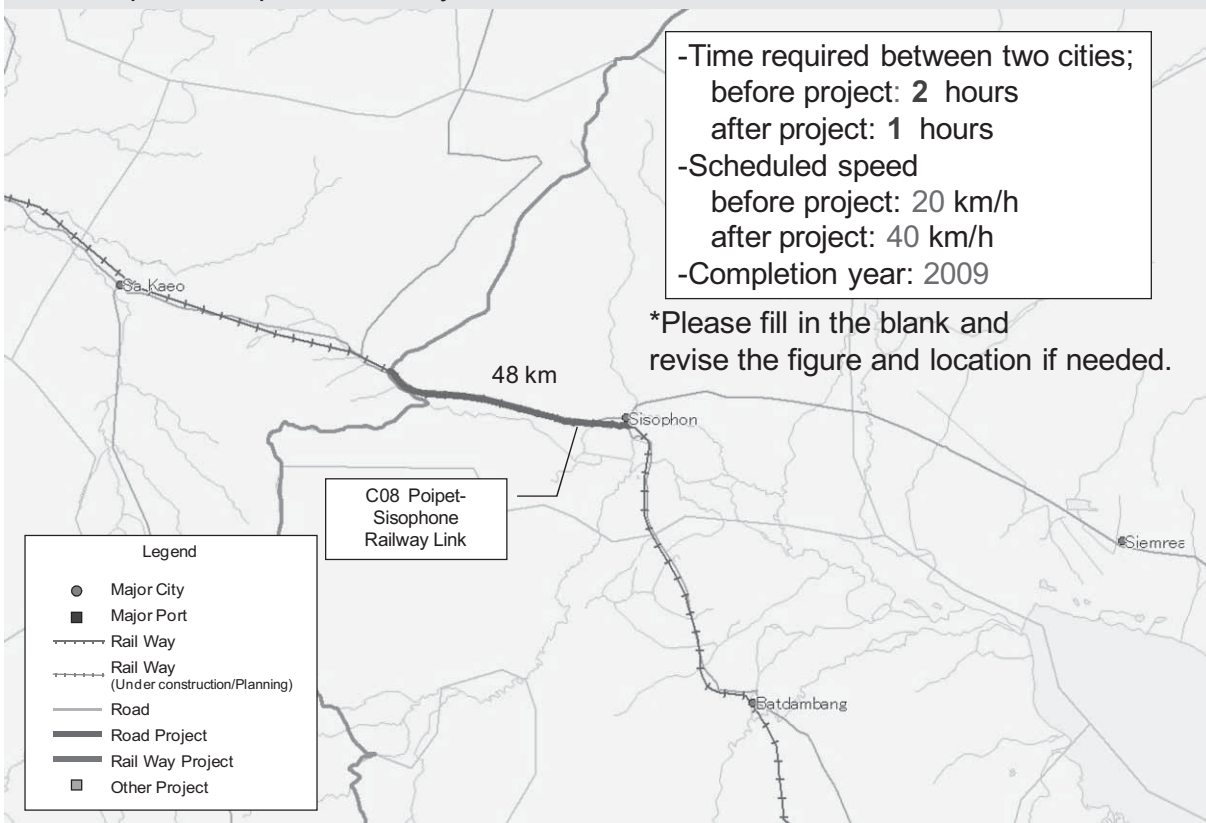 -Time required between two cities;
before project: 2 hours
after project: 1 hours
-Scheduled speed
before project: 20 km/h
after project: 40 km/h
-Completion year: 2009
*Please fill in the blank and
revise the figure and location if needed.
Sa Kaeo
48 km
Sisophon
C08 Poipet-
Sisophone
Railway Link
Siemrea
Batdambang
Legend
Major City
Major Port
Rail Way
Rail Way
(Under construction/Planning)
Road
Road Project
Rail Way Project
Other Project